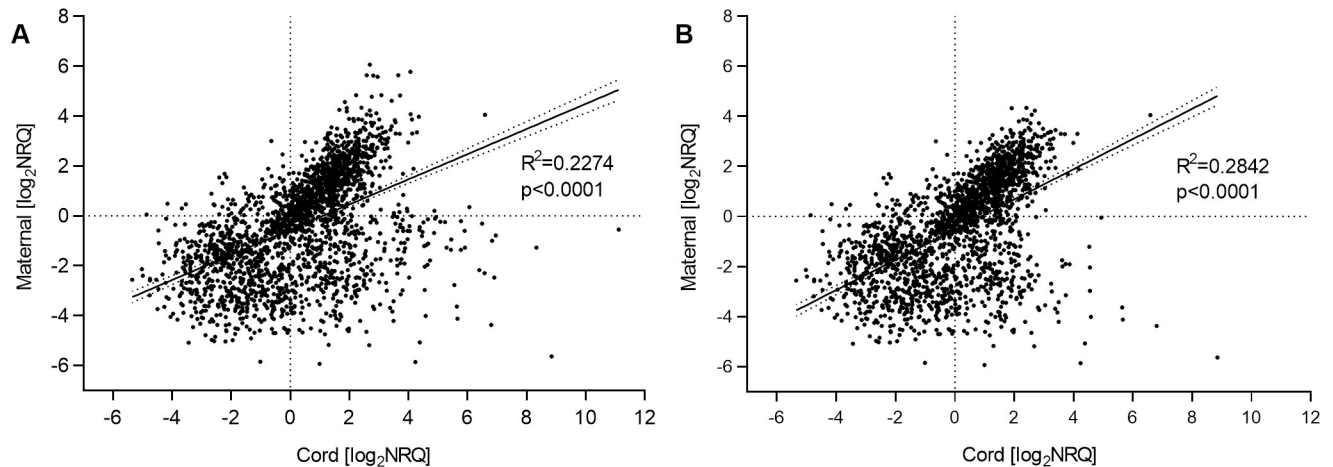 A
Maternal [log₂NRQ]
8
6
4
2
0
-2
-4
-6
R²=0.2274
p<0.0001
-6 -4 -2 0 2 4 6 8 10 12
Cord [log₂NRQ]
B
Maternal [log₂NRQ]
8
6
4
2
0
-2
-4
-6
R²=0.2842
p<0.0001
-6 -4 -2 0 2 4 6 8 10 12
Cord [log₂NRQ]